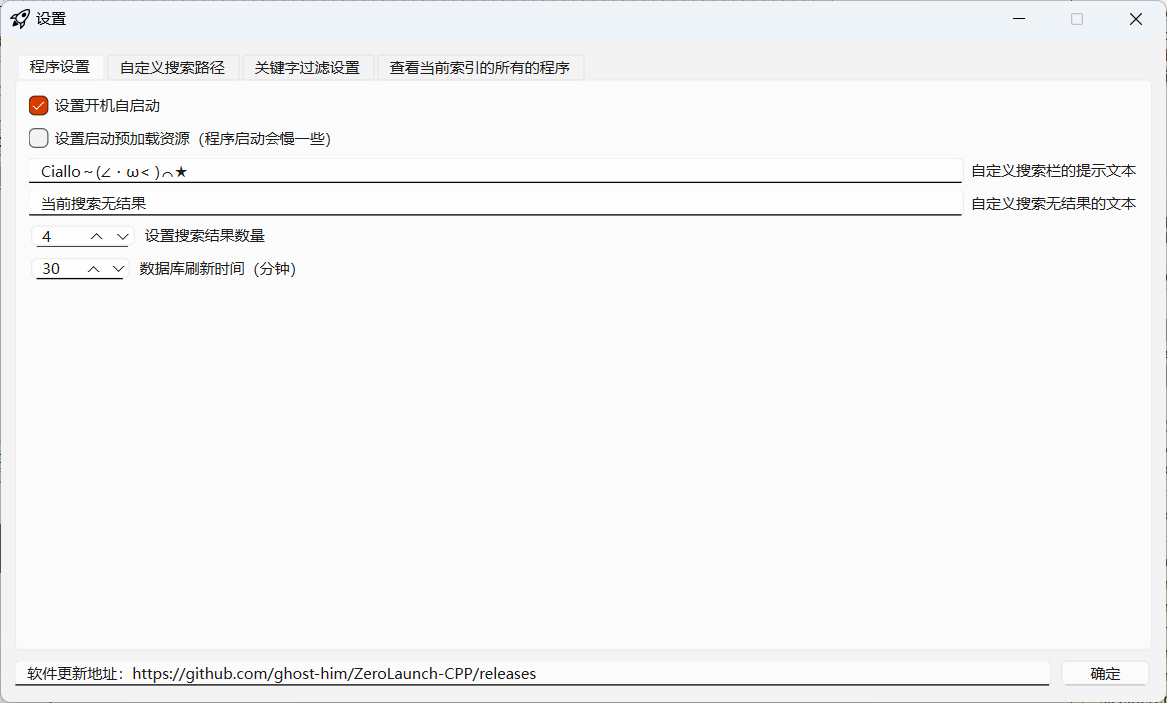 设置
程序设置 自定义搜索路径 关键字过滤设置 查看当前索引的所有的程序
设置开机自启动
设置启动预加载资源（程序启动会慢一些）
Ciallo～(∠・ω< )⌒★ 自定义搜索栏的提示文本
当前搜索无结果 自定义搜索无结果的文本
4 设置搜索结果数量
30 数据库刷新时间（分钟）
软件更新地址：https://github.com/ghost-him/ZeroLaunch-CPP/releases 确定